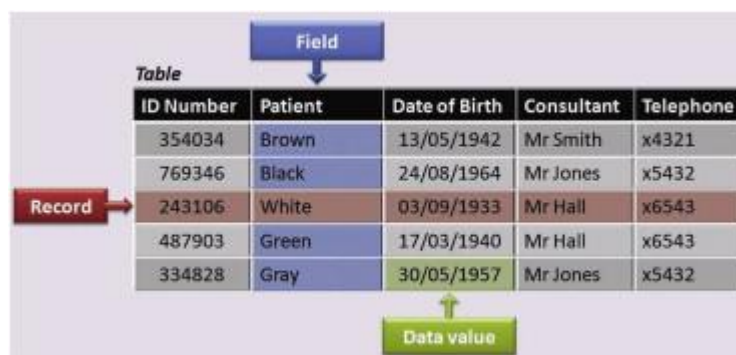 Field
Table
ID Number Patient Date of Birth Consultant Telephone
354034 Brown 13/05/1942 Mr Smith x4321
769346 Black 24/08/1964 Mr Jones x5432
Record 243106 White 03/09/1933 Mr Hall x6543
487903 Green 17/03/1940 Mr Hall x6543
334828 Gray 30/05/1957 Mr Jones x5432
Data value